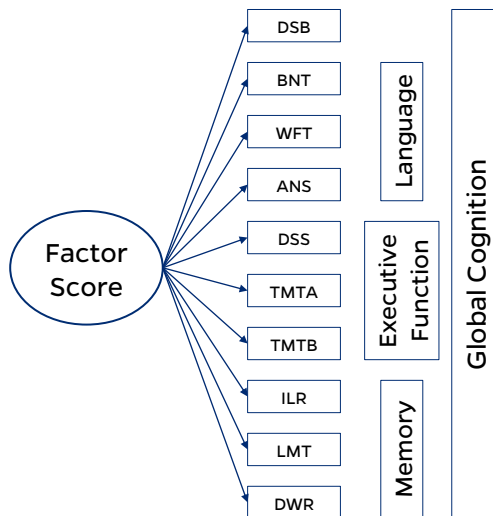 Factor
Score
DSB
BNT
WFT
ANS
DSS
TMTA
TMTB
ILR
LMT
DWR
Language
Executive
Function
Memory
Global Cognition